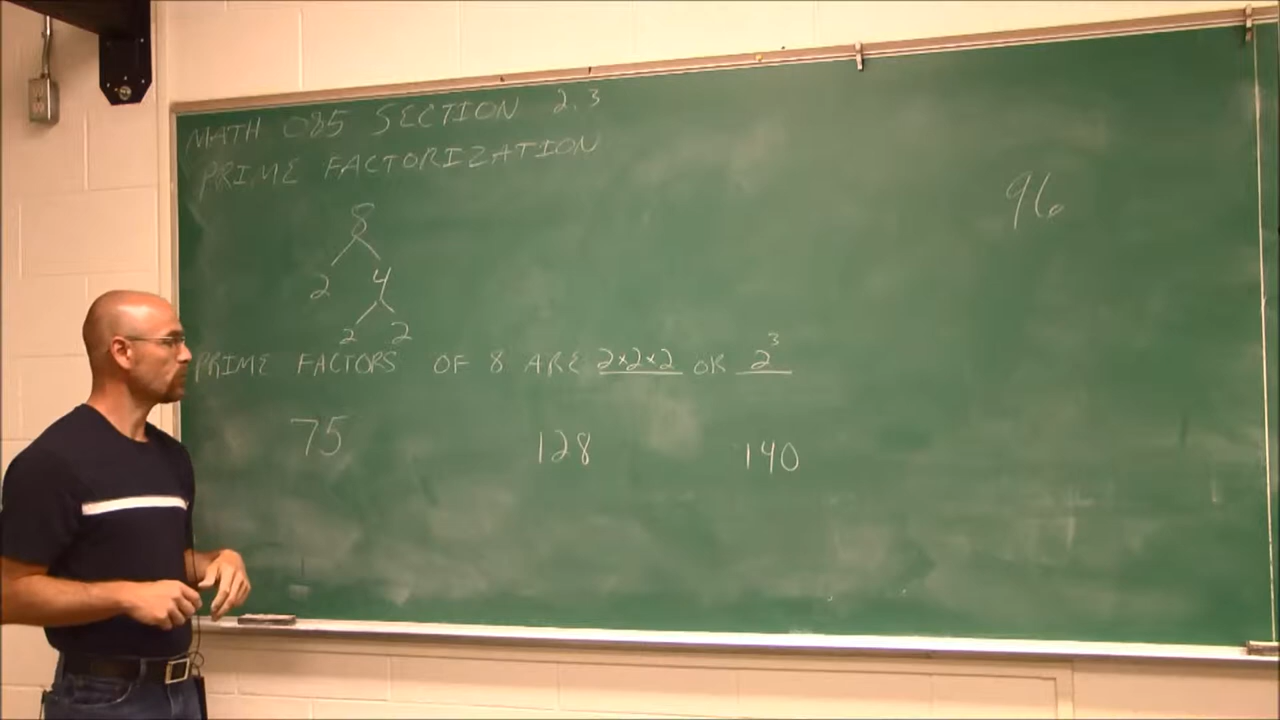 MATH 085 SECTION 2.3
PRIME FACTORIZATION
96
8
2 4
2 2
PRIME FACTORS OF 8 ARE 2×2×2 OR 2³
75 128 140